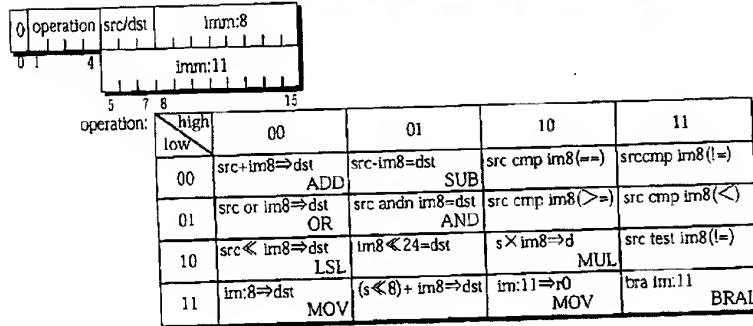 0 operation src/dst imm:8
0 1 4 imm:11
5 7 8 15
operation: high low 00 01 10 11
00 src+im8⇒dst ADD src-im8=dst SUB src cmp im8(==) srccmp im8(!=)
01 src or im8⇒dst OR src andn im8=dst AND src cmp im8(>=) src cmp im8(<)
10 src≪ im8⇒dst LSL im8≪24=dst s×im8⇒d MUL src test im8(!=)
11 im:8⇒dst MOV (s≪8)+ im8⇒dst im:11⇒r0 MOV bra im:11 BRAL